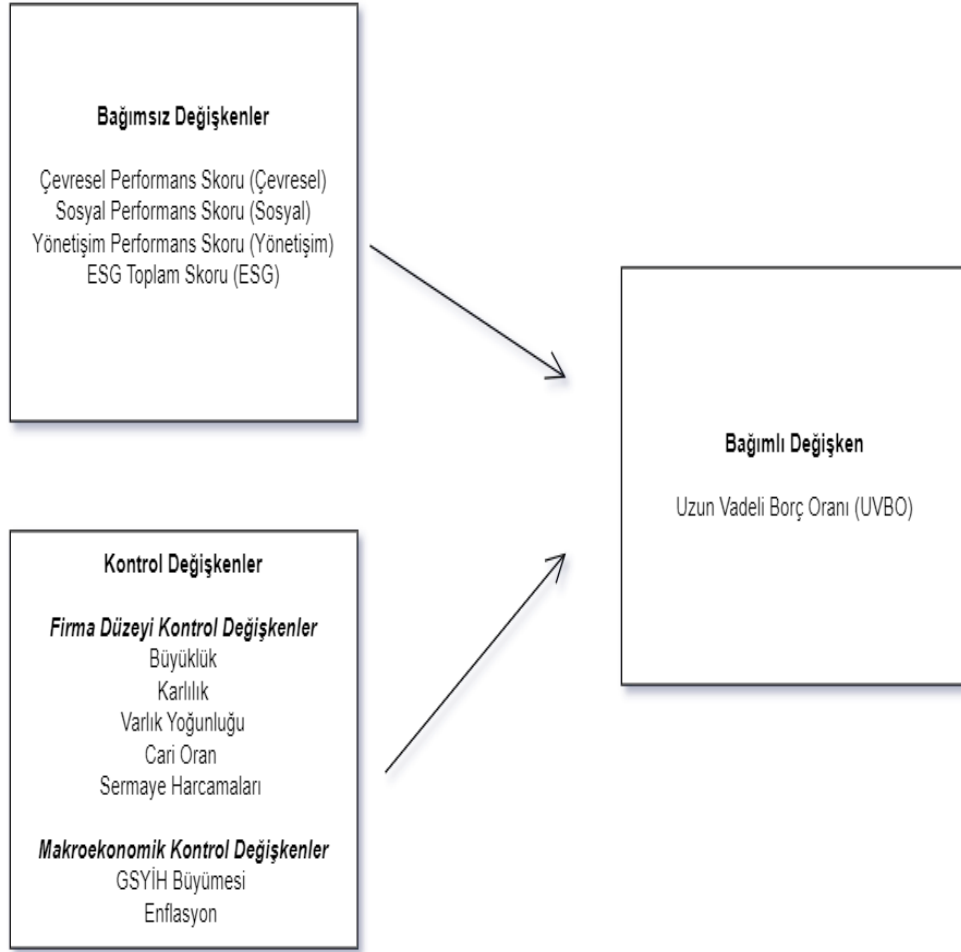 Bağımsız Değişkenler
Çevresel Performans Skoru (Çevresel)
Sosyal Performans Skoru (Sosyal)
Yönetişim Performans Skoru (Yönetişim)
ESG Toplam Skoru (ESG)
Bağımlı Değişken
Uzun Vadeli Borç Oranı (UVBO)
Kontrol Değişkenler
Firma Düzeyi Kontrol Değişkenler
Büyüklük
Karlılık
Varlık Yoğunluğu
Cari Oran
Sermaye Harcamaları
Makroekonomik Kontrol Değişkenler
GSYİH Büyümesi
Enflasyon